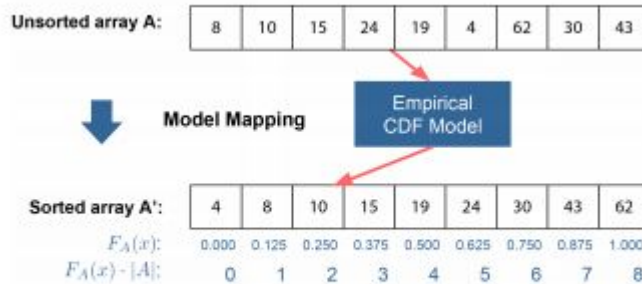 Unsorted array A: 8 10 15 24 19 4 62 30 43
Empirical
CDF Model
Model Mapping
Sorted array A': 4 8 10 15 19 24 30 43 62
F_A(x): 0.000 0.125 0.250 0.375 0.500 0.625 0.750 0.875 1.000
F_A(x) · |A|: 0 1 2 3 4 5 6 7 8